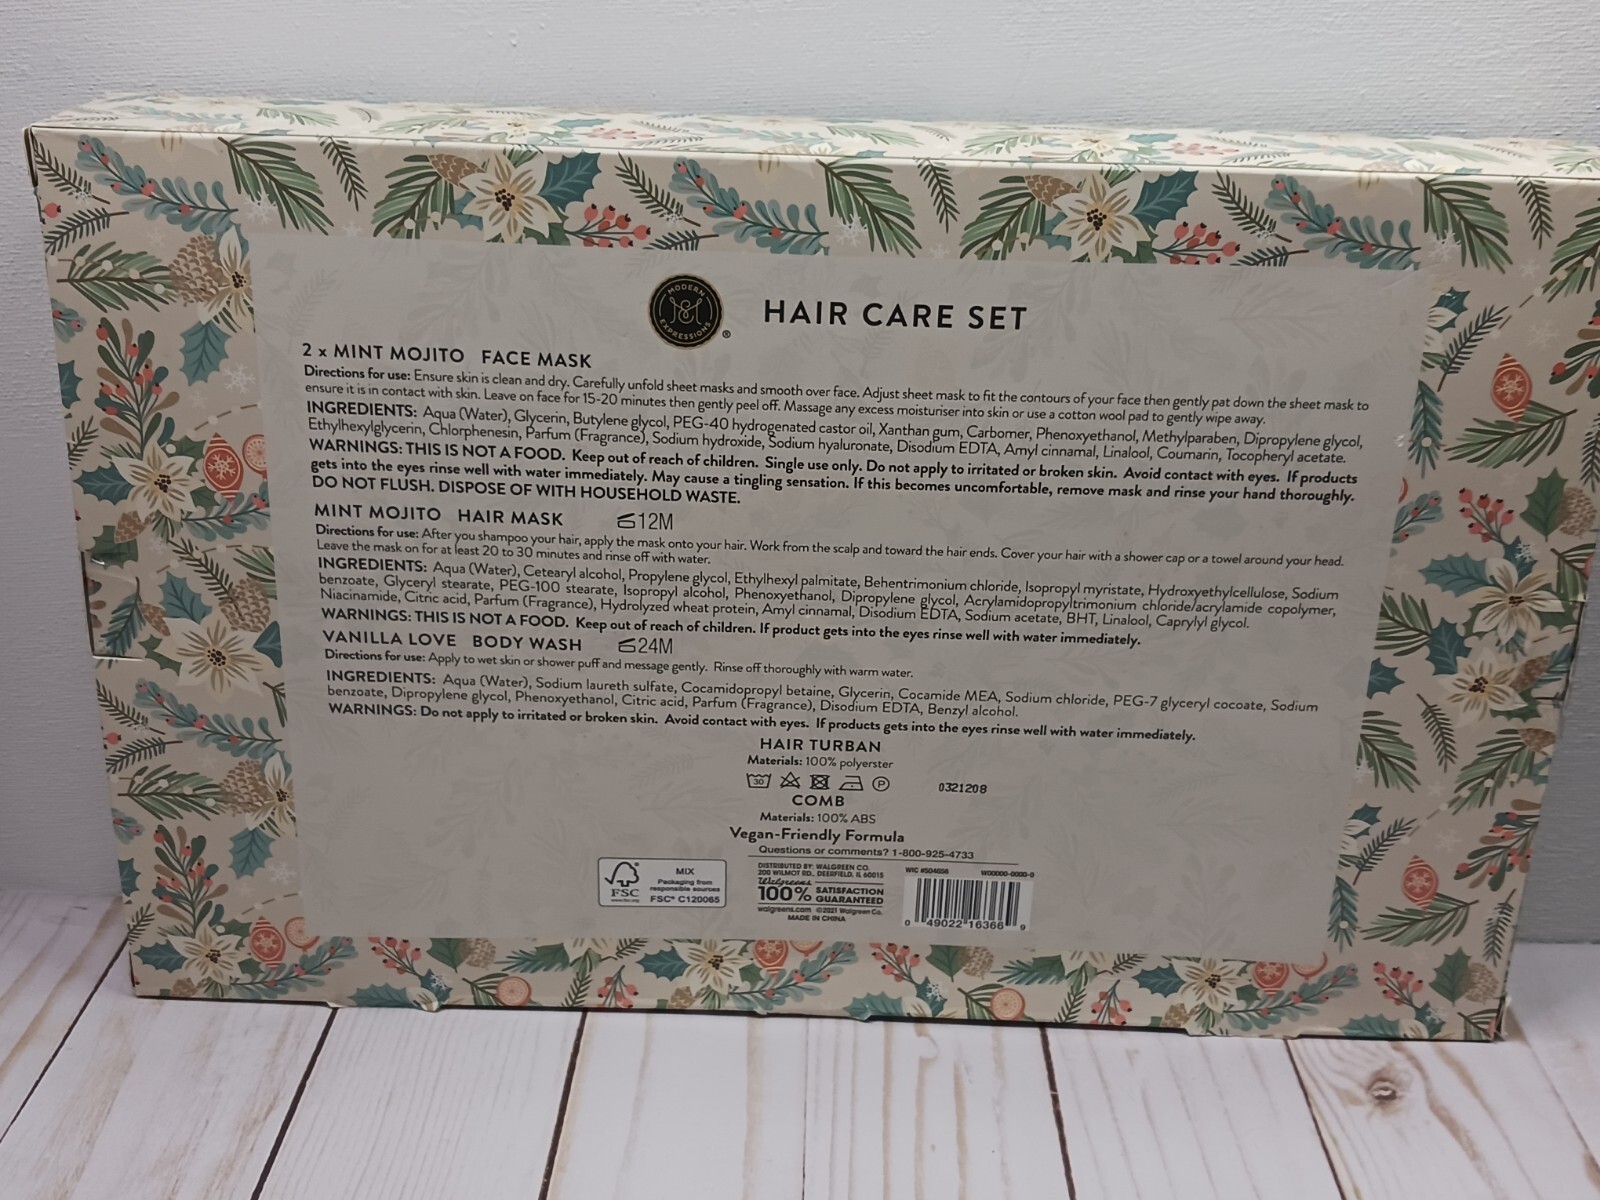 MODERN
EXPRESSIONS
®
HAIR CARE SET
2 x MINT MOJITO FACE MASK
Directions for use: Ensure skin is clean and dry. Carefully unfold sheet masks and smooth over face. Adjust sheet mask to fit the contours of your face then gently pat down the sheet mask to
ensure it is in contact with skin. Leave on face for 15-20 minutes then gently peel off. Massage any excess moisturiser into skin or use a cotton wool pad to gently wipe away.
INGREDIENTS: Aqua (Water), Glycerin, Butylene glycol, PEG-40 hydrogenated castor oil, Xanthan gum, Carbomer, Phenoxyethanol, Methylparaben, Dipropylene glycol,
Ethylhexylglycerin, Chlorphenesin, Parfum (Fragrance), Sodium hydroxide, Sodium hyaluronate, Disodium EDTA, Amyl cinnamal, Linalool, Coumarin, Tocopheryl acetate.
WARNINGS: THIS IS NOT A FOOD. Keep out of reach of children. Single use only. Do not apply to irritated or broken skin. Avoid contact with eyes. If products
gets into the eyes rinse well with water immediately. May cause a tingling sensation. If this becomes uncomfortable, remove mask and rinse your hand thoroughly.
DO NOT FLUSH. DISPOSE OF WITH HOUSEHOLD WASTE.
MINT MOJITO HAIR MASK 12M
Directions for use: After you shampoo your hair, apply the mask onto your hair. Work from the scalp and toward the hair ends. Cover your hair with a shower cap or a towel around your head.
Leave the mask on for at least 20 to 30 minutes and rinse off with water.
INGREDIENTS: Aqua (Water), Cetearyl alcohol, Propylene glycol, Ethylhexyl palmitate, Behentrimonium chloride, Isopropyl myristate, Hydroxyethylcellulose, Sodium
benzoate, Glyceryl stearate, PEG-100 stearate, Isopropyl alcohol, Phenoxyethanol, Dipropylene glycol, Acrylamidopropyltrimonium chloride/acrylamide copolymer,
Niacinamide, Citric acid, Parfum (Fragrance), Hydrolyzed wheat protein, Amyl cinnamal, Disodium EDTA, Sodium acetate, BHT, Linalool, Caprylyl glycol.
WARNINGS: THIS IS NOT A FOOD. Keep out of reach of children. If product gets into the eyes rinse well with water immediately.
VANILLA LOVE BODY WASH 24M
Directions for use: Apply to wet skin or shower puff and message gently. Rinse off thoroughly with warm water.
INGREDIENTS: Aqua (Water), Sodium laureth sulfate, Cocamidopropyl betaine, Glycerin, Cocamide MEA, Sodium chloride, PEG-7 glyceryl cocoate, Sodium
benzoate, Dipropylene glycol, Phenoxyethanol, Citric acid, Parfum (Fragrance), Disodium EDTA, Benzyl alcohol.
WARNINGS: Do not apply to irritated or broken skin. Avoid contact with eyes. If products gets into the eyes rinse well with water immediately.
HAIR TURBAN
Materials: 100% polyerster
30 P 0321208
COMB
Materials: 100% ABS
Vegan-Friendly Formula
Questions or comments? 1-800-925-4733
FSC
www.fsc.org
MIX
Packaging from
responsible sources
FSC® C120065
DISTRIBUTED BY: WALGREEN CO.
200 WILMOT RD., DEERFIELD, IL 60015
Walgreens
100% SATISFACTION
GUARANTEED
walgreens.com ©2021 Walgreen Co.
MADE IN CHINA
WIC #504656 W00000-0000-0
0 49022 16366 9